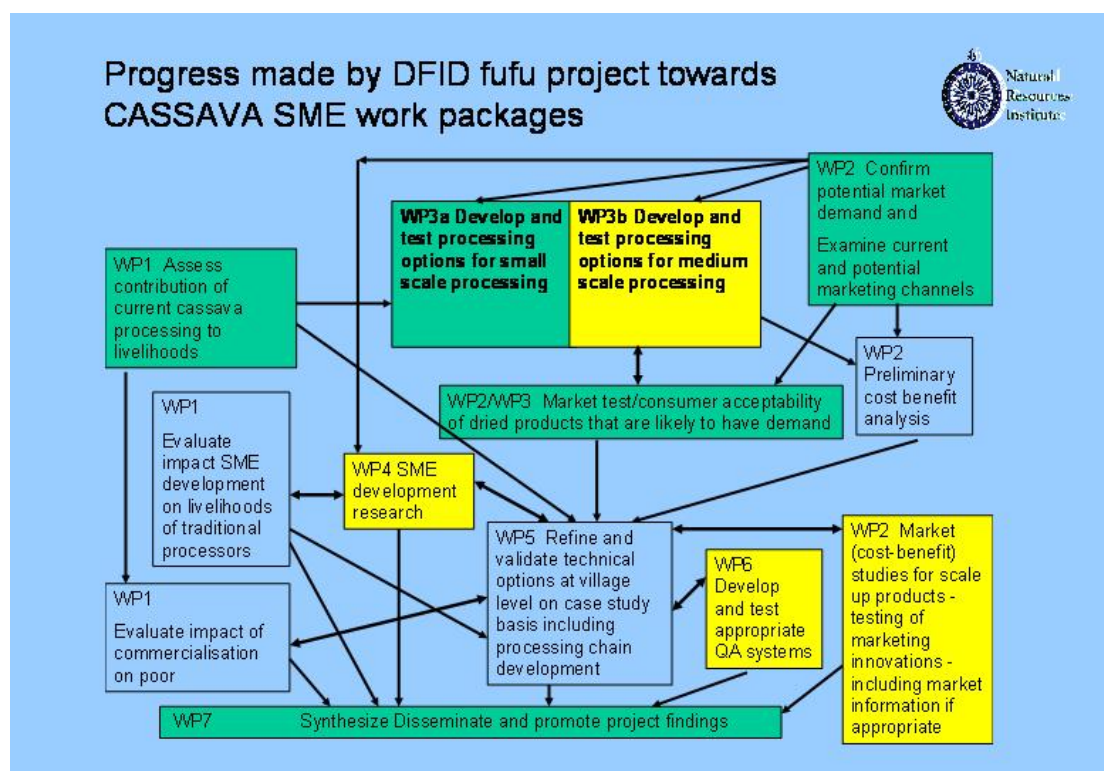 Progress made by DFID fufu project towards
CASSAVA SME work packages
Natural
Resources
Institute
WP2 Confirm
potential market
demand and
Examine current
and potential
marketing channels
WP3a Develop and
test processing
options for small
scale processing
WP3b Develop and
test processing
options for medium
scale processing
WP1 Assess
contribution of
current cassava
processing to
livelihoods
WP2
Preliminary
cost benefit
analysis
WP2/WP3 Market test/consumer acceptability
of dried products that are likely to have demand
WP1
Evaluate
impact SME
development
on livelihoods
of traditional
processors
WP4 SME
development
research
WP5 Refine and
validate technical
options at village
level on case study
basis including
processing chain
development
WP6
Develop
and test
appropriate
QA systems
WP2 Market
(cost-benefit)
studies for scale
up products -
testing of
marketing
innovations -
including market
information if
appropriate
WP1
Evaluate impact of
commercialisation
on poor
WP7 Synthesize Disseminate and promote project findings